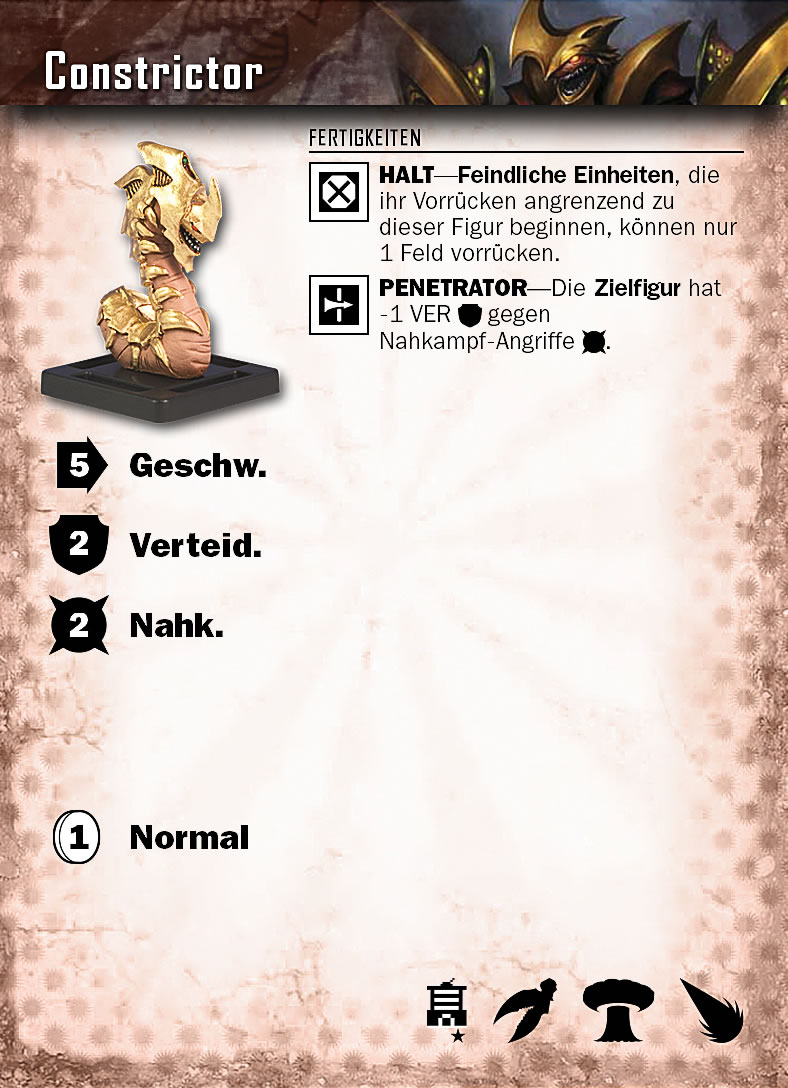 Constrictor
FERTIGKEITEN
HALT—Feindliche Einheiten, die
ihr Vorrücken angrenzend zu
dieser Figur beginnen, können nur
1 Feld vorrücken.
PENETRATOR—Die Zielfigur hat
-1 VER gegen
Nahkampf-Angriffe .
5 Geschw.
2 Verteid.
2 Nahk.
1 Normal